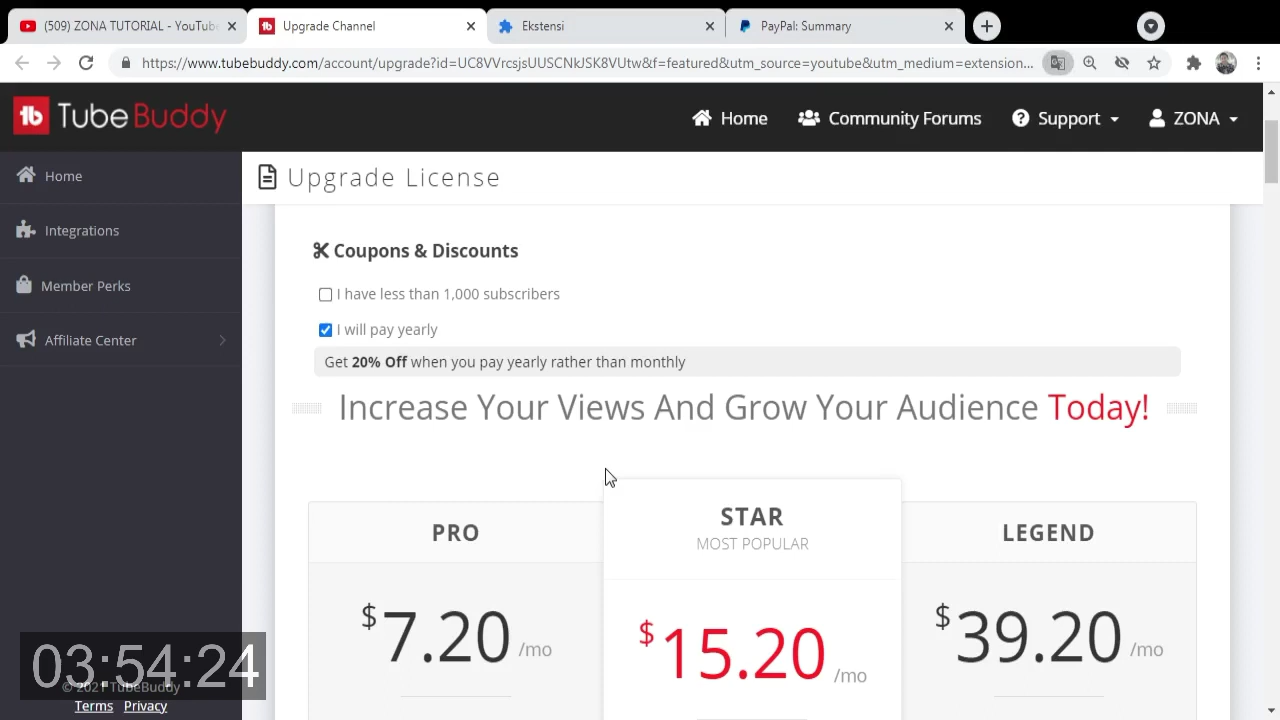 (509) ZONA TUTORIAL - YouTube
Upgrade Channel
Ekstensi
PayPal: Summary
https://www.tubebuddy.com/account/upgrade?id=UC8VVrcsjsUUSCNkJSK8VUtw&f=featured&utm_source=youtube&utm_medium=extension...
TubeBuddy
Home
Community Forums
Support
ZONA
Home
Integrations
Member Perks
Affiliate Center
Upgrade License
Coupons & Discounts
I have less than 1,000 subscribers
I will pay yearly
Get 20% Off when you pay yearly rather than monthly
Increase Your Views And Grow Your Audience Today!
PRO
$7.20 /mo
STAR
MOST POPULAR
$15.20 /mo
LEGEND
$39.20 /mo
03:54:24
© 2021 TubeBuddy
Terms Privacy